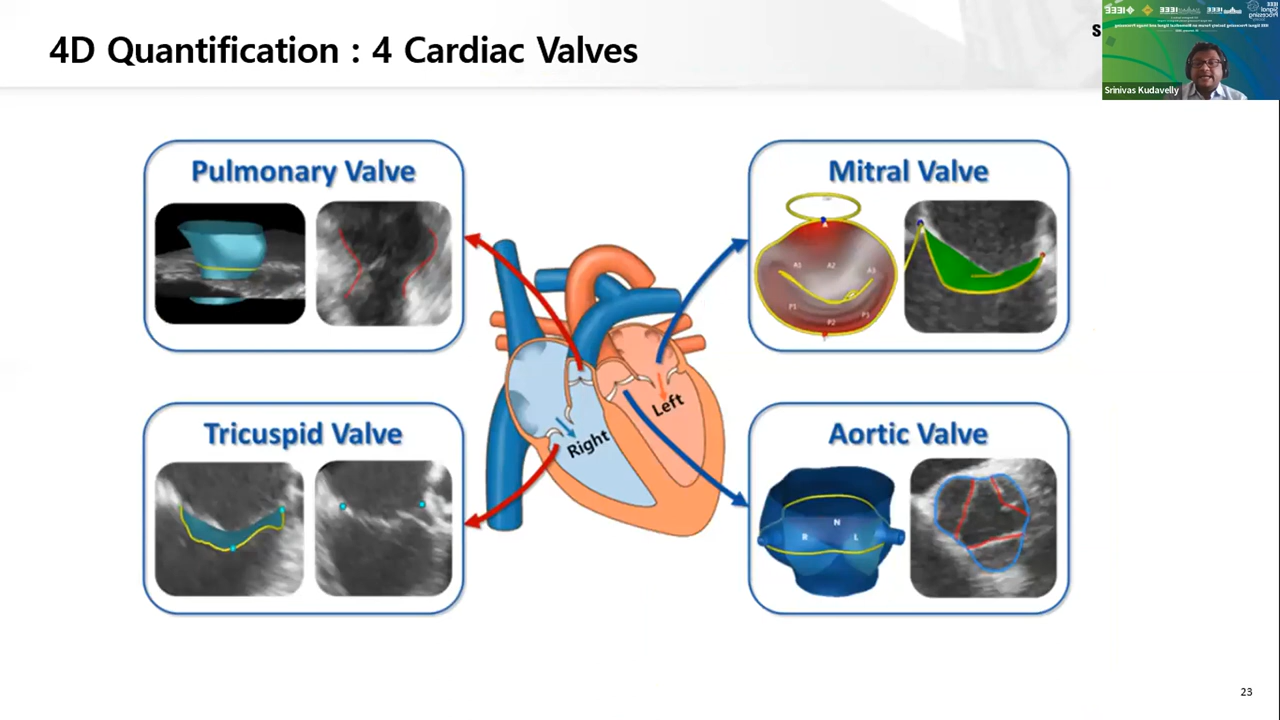 4D Quantification : 4 Cardiac Valves
S
Srinivas Kudavelly
Pulmonary Valve
Mitral Valve
A
A1
A2
A3
P1
P2
P3
Right
Left
Tricuspid Valve
Aortic Valve
N
R
L
23